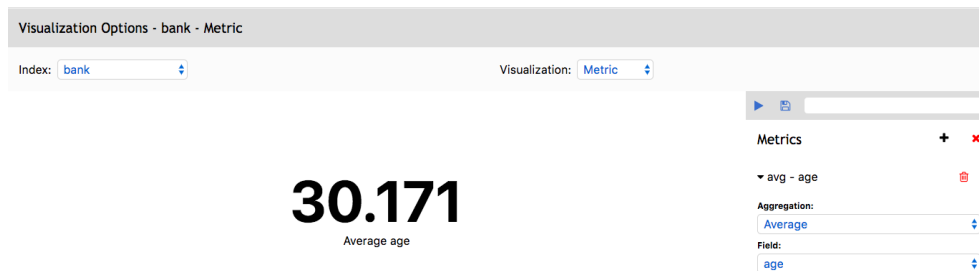 Visualization Options - bank - Metric
Index: bank
Visualization: Metric
30.171
Average age
Metrics
avg - age
Aggregation:
Average
Field:
age